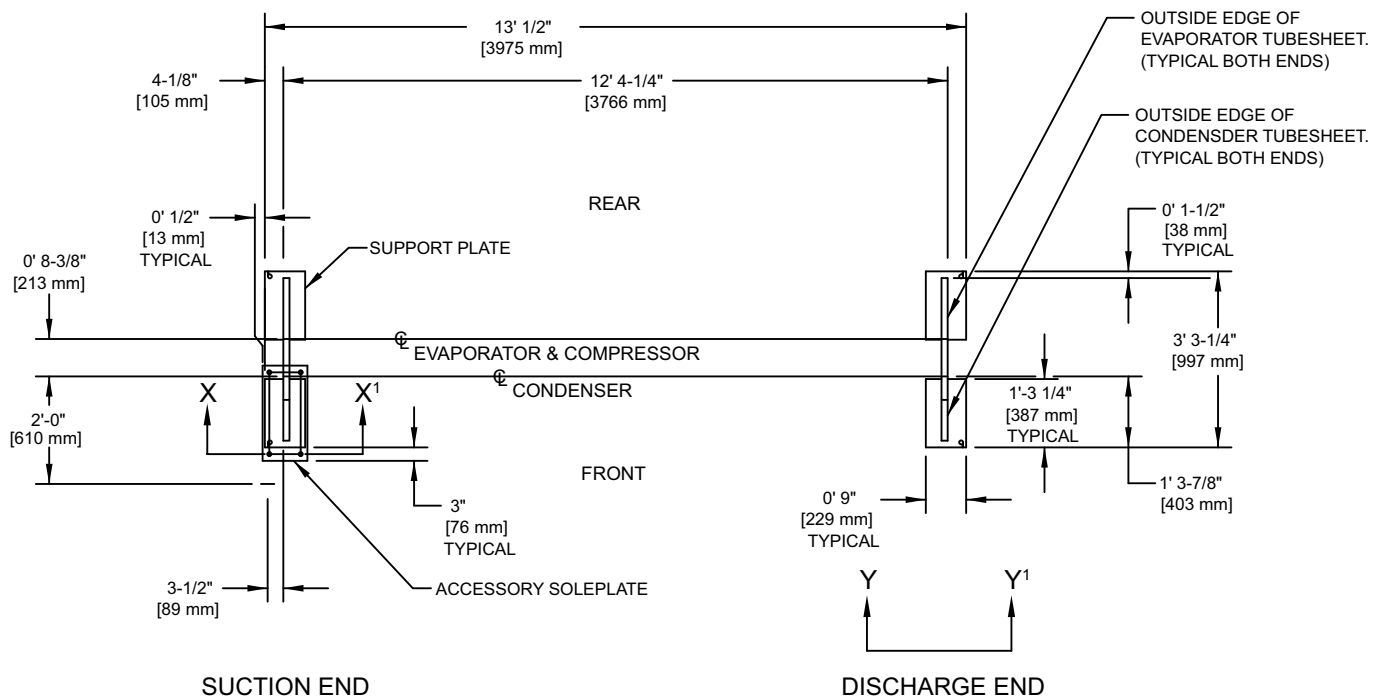 13' 1/2"
[3975 mm]
OUTSIDE EDGE OF
EVAPORATOR TUBESHEET.
(TYPICAL BOTH ENDS)
4-1/8"
[105 mm]
12' 4-1/4"
[3766 mm]
OUTSIDE EDGE OF
CONDENSDER TUBESHEET.
(TYPICAL BOTH ENDS)
REAR
0' 1/2"
[13 mm]
TYPICAL
0' 1-1/2"
[38 mm]
TYPICAL
SUPPORT PLATE
0' 8-3/8"
[213 mm]
3' 3-1/4"
[997 mm]
℄ EVAPORATOR & COMPRESSOR
℄ CONDENSER
X X¹
1'-3 1/4"
[387 mm]
TYPICAL
2'-0"
[610 mm]
FRONT
1' 3-7/8"
[403 mm]
3"
[76 mm]
TYPICAL
0' 9"
[229 mm]
TYPICAL
3-1/2"
[89 mm]
ACCESSORY SOLEPLATE
Y Y¹
SUCTION END
DISCHARGE END